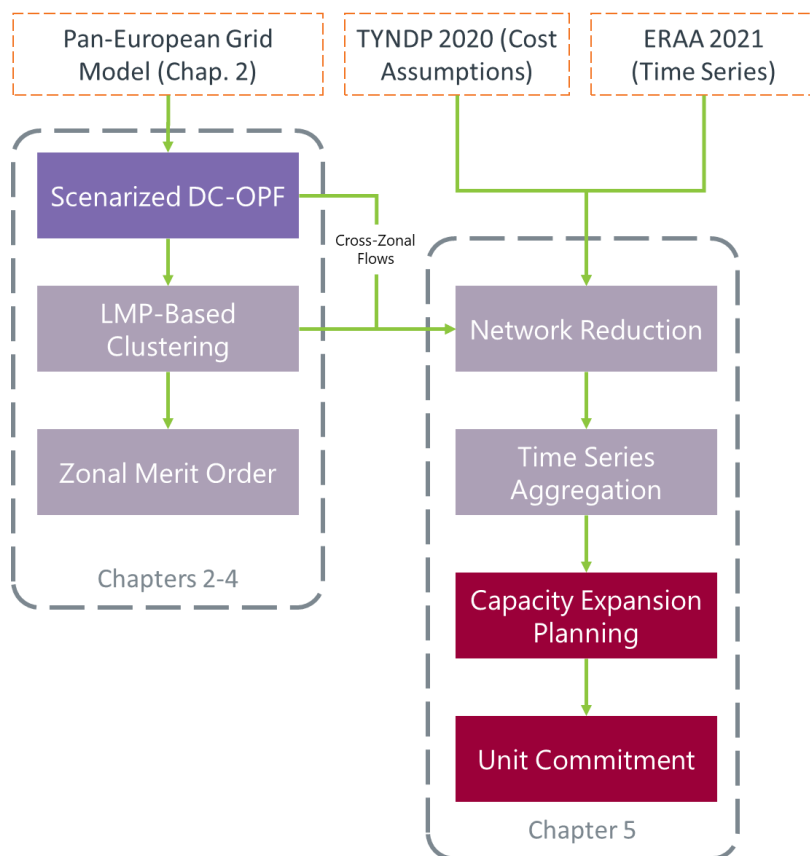 Pan-European Grid
Model (Chap. 2)
TYNDP 2020 (Cost
Assumptions)
ERAA 2021
(Time Series)
Scenarized DC-OPF
Cross-Zonal
Flows
LMP-Based
Clustering
Zonal Merit Order
Chapters 2-4
Network Reduction
Time Series
Aggregation
Capacity Expansion
Planning
Unit Commitment
Chapter 5